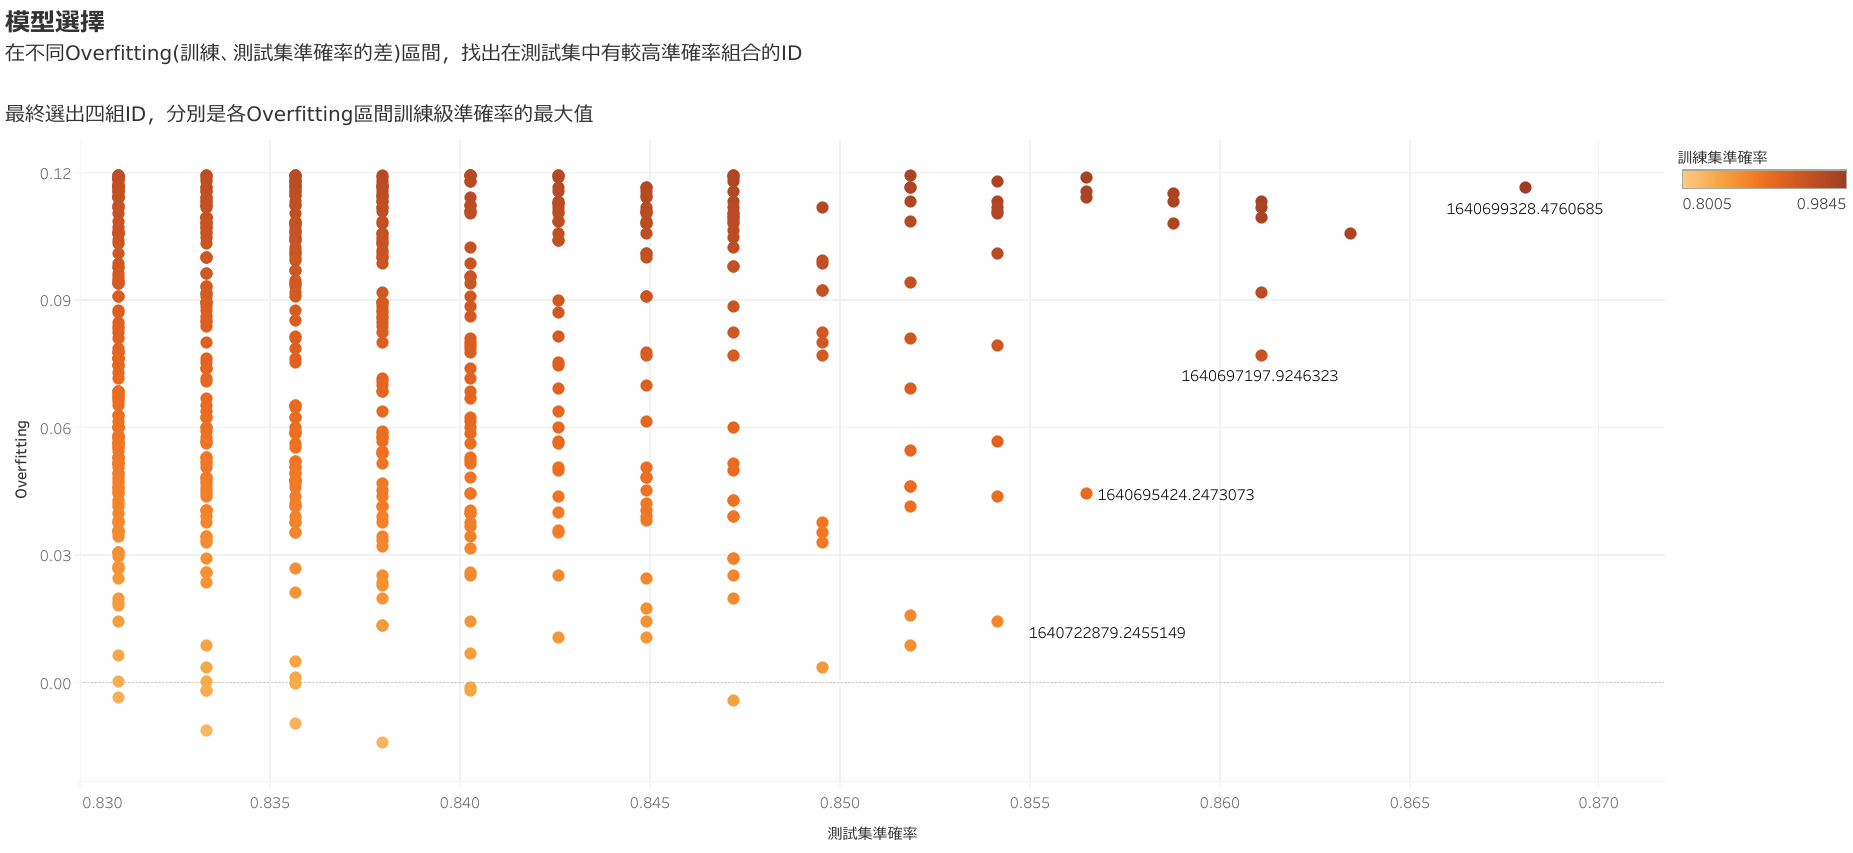 模型選擇
在不同Overfitting(訓練、測試集準確率的差)區間，找出在測試集中有較高準確率組合的ID
最終選出四組ID，分別是各Overfitting區間訓練級準確率的最大值
訓練集準確率
0.8005 0.9845
0.12
1640699328.4760685
0.09
1640697197.9246323
0.06
Overfitting
1640695424.2473073
0.03
1640722879.2455149
0.00
0.830 0.835 0.840 0.845 0.850 0.855 0.860 0.865 0.870
測試集準確率